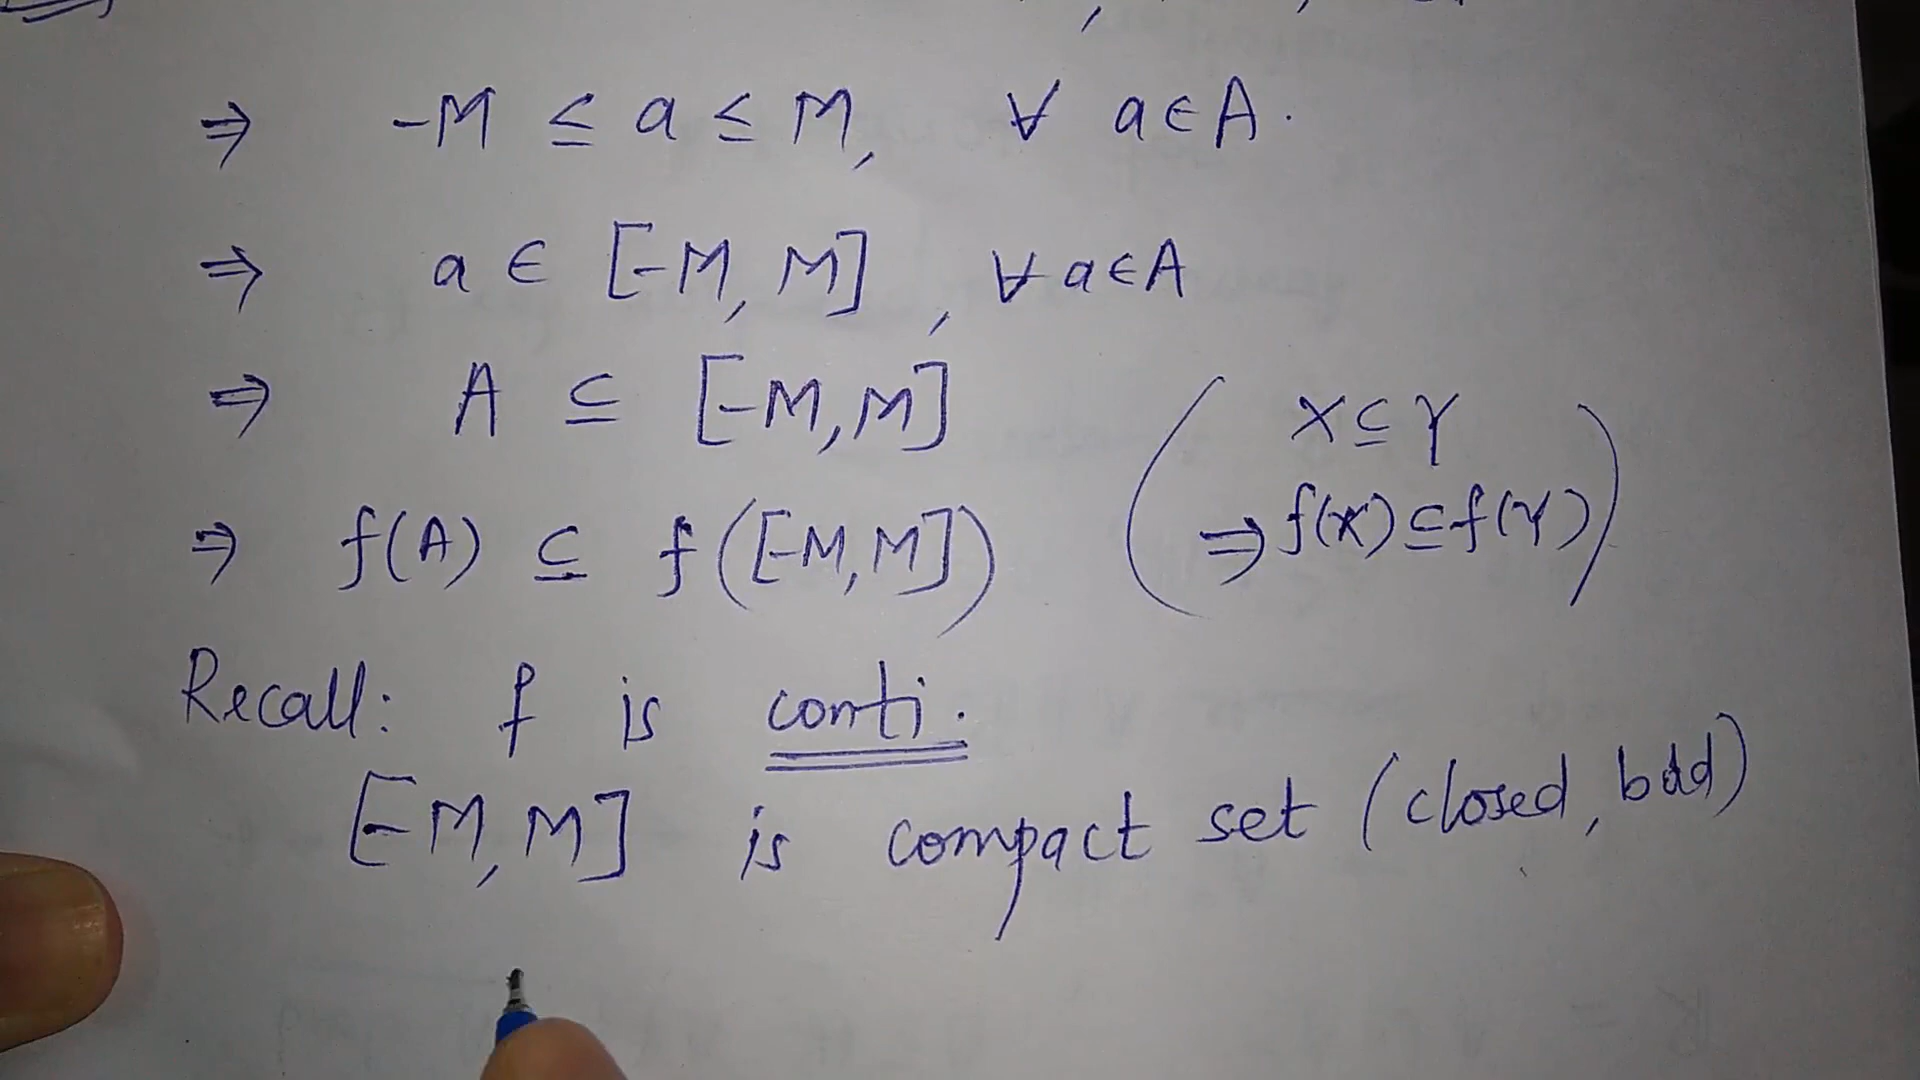 ⇒ -M ≤ a ≤ M, ∀ a∈A.
⇒ a ∈ [-M, M], ∀ a∈A
⇒ A ⊆ [-M, M]
⇒ f(A) ⊆ f([-M, M])
(X ⊆ Y
⇒ f(X) ⊆ f(Y))
Recall: f is conti.
[-M, M] is compact set (closed, bdd)